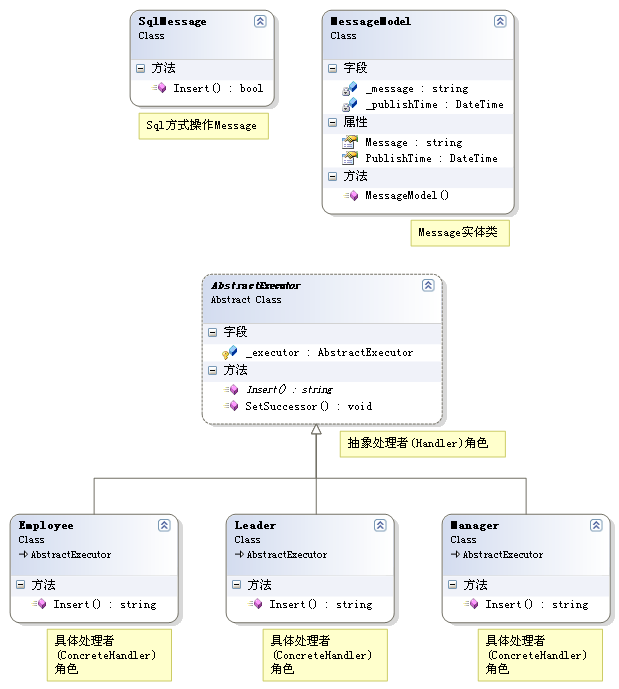 SqlMessage
Class
方法
Insert() : bool
Sql方式操作Message
MessageModel
Class
字段
_message : string
_publishTime : DateTime
属性
Message : string
PublishTime : DateTime
方法
MessageModel()
Message实体类
AbstractExecutor
Abstract Class
字段
_executor : AbstractExecutor
方法
Insert() : string
SetSuccessor() : void
抽象处理者(Handler)角色
Employee
Class
AbstractExecutor
方法
Insert() : string
具体处理者
(ConcreteHandler)
角色
Leader
Class
AbstractExecutor
方法
Insert() : string
具体处理者
(ConcreteHandler)
角色
Manager
Class
AbstractExecutor
方法
Insert() : string
具体处理者
(ConcreteHandler)
角色